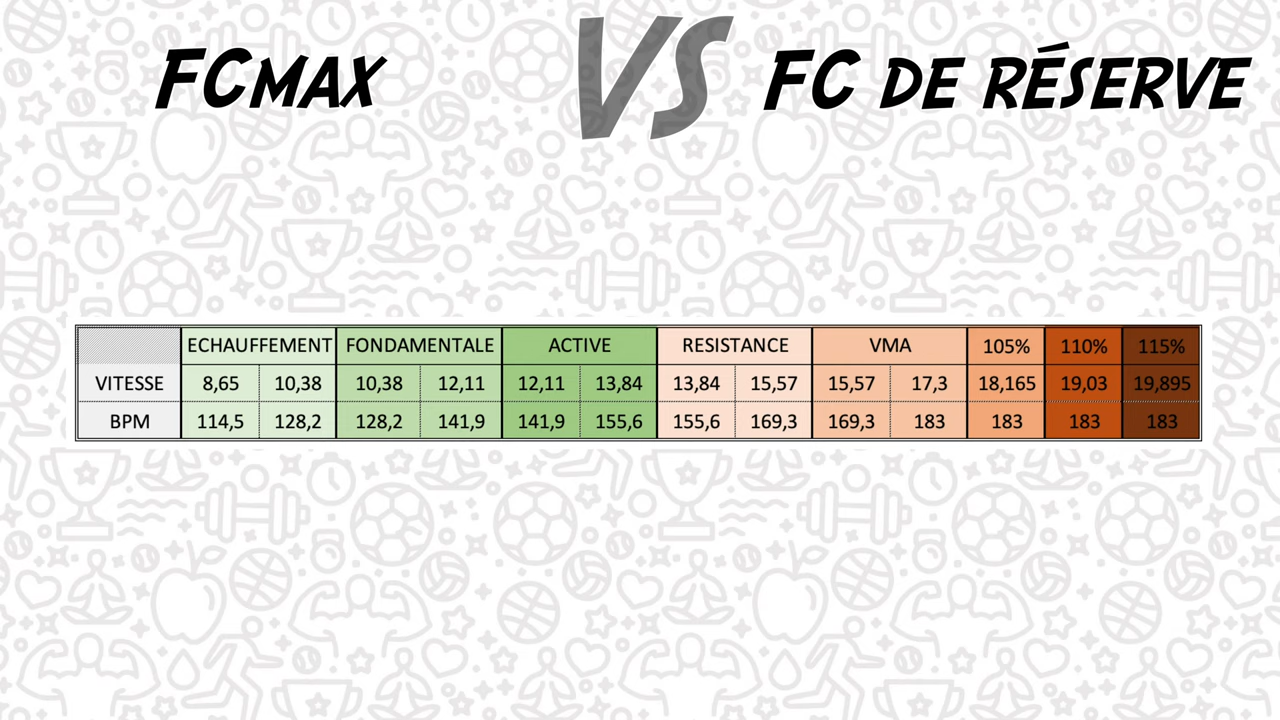 FCMAX VS FC DE RÉSERVE
ECHAUFFEMENT FONDAMENTALE ACTIVE RESISTANCE VMA 105% 110% 115%
VITESSE 8,65 10,38 10,38 12,11 12,11 13,84 13,84 15,57 15,57 17,3 18,165 19,03 19,895
BPM 114,5 128,2 128,2 141,9 141,9 155,6 155,6 169,3 169,3 183 183 183 183